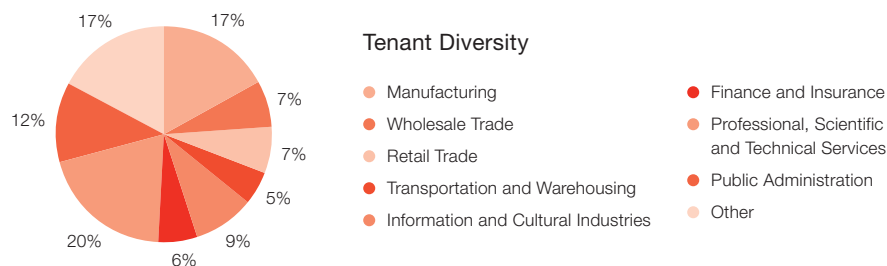 17%
17%
7%
7%
5%
9%
6%
20%
12%
Tenant Diversity
Manufacturing
Wholesale Trade
Retail Trade
Transportation and Warehousing
Information and Cultural Industries
Finance and Insurance
Professional, Scientific
and Technical Services
Public Administration
Other